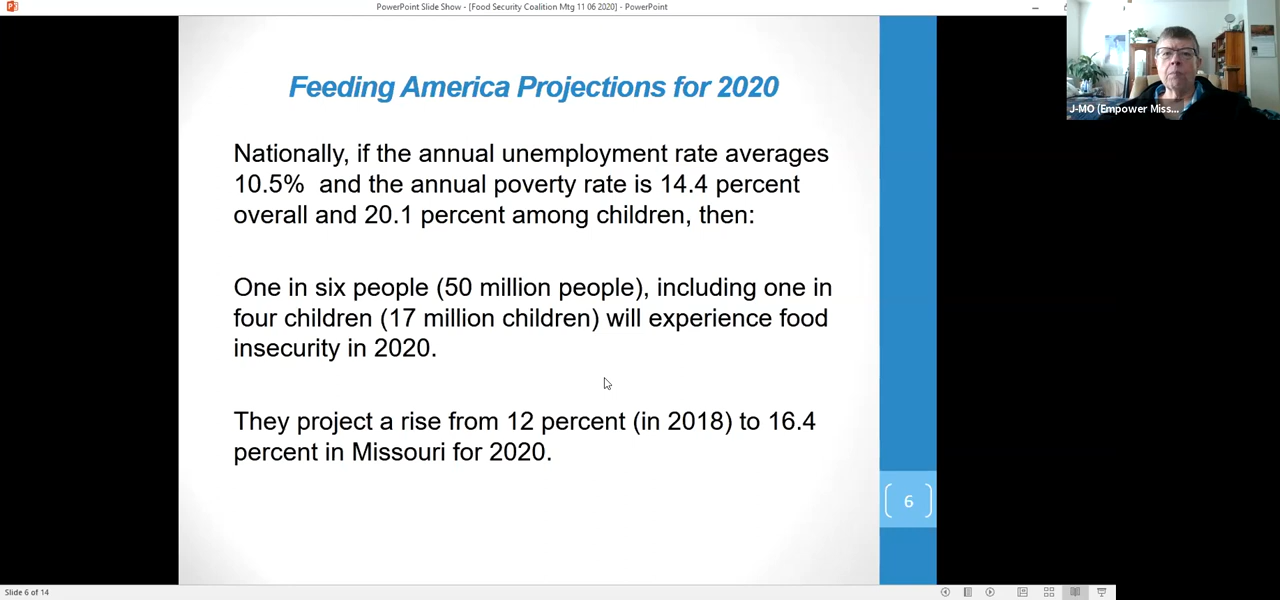 PowerPoint Slide Show - [Food Security Coalition Mtg 11 06 2020] - PowerPoint
J-MO (Empower Miss...
Feeding America Projections for 2020
Nationally, if the annual unemployment rate averages
10.5% and the annual poverty rate is 14.4 percent
overall and 20.1 percent among children, then:
One in six people (50 million people), including one in
four children (17 million children) will experience food
insecurity in 2020.
They project a rise from 12 percent (in 2018) to 16.4
percent in Missouri for 2020.
6
Slide 6 of 14